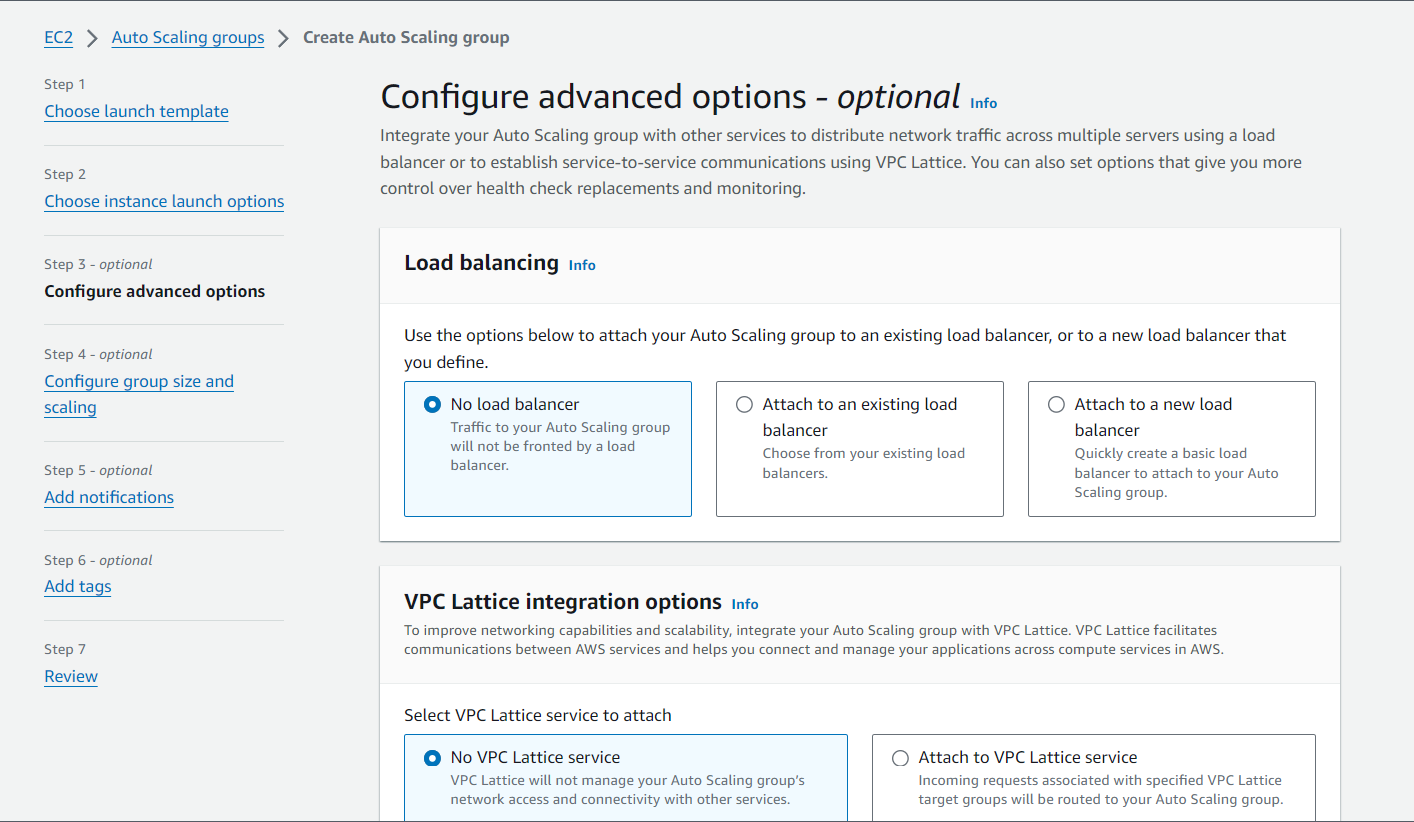 EC2 > Auto Scaling groups > Create Auto Scaling group
Step 1
Choose launch template
Step 2
Choose instance launch options
Step 3 - optional
Configure advanced options
Step 4 - optional
Configure group size and
scaling
Step 5 - optional
Add notifications
Step 6 - optional
Add tags
Step 7
Review
Configure advanced options - optional Info
Integrate your Auto Scaling group with other services to distribute network traffic across multiple servers using a load
balancer or to establish service-to-service communications using VPC Lattice. You can also set options that give you more
control over health check replacements and monitoring.
Load balancing Info
Use the options below to attach your Auto Scaling group to an existing load balancer, or to a new load balancer that
you define.
No load balancer
Traffic to your Auto Scaling group
will not be fronted by a load
balancer.
Attach to an existing load
balancer
Choose from your existing load
balancers.
Attach to a new load
balancer
Quickly create a basic load
balancer to attach to your Auto
Scaling group.
VPC Lattice integration options Info
To improve networking capabilities and scalability, integrate your Auto Scaling group with VPC Lattice. VPC Lattice facilitates
communications between AWS services and helps you connect and manage your applications across compute services in AWS.
Select VPC Lattice service to attach
No VPC Lattice service
VPC Lattice will not manage your Auto Scaling group's
network access and connectivity with other services.
Attach to VPC Lattice service
Incoming requests associated with specified VPC Lattice
target groups will be routed to your Auto Scaling group.